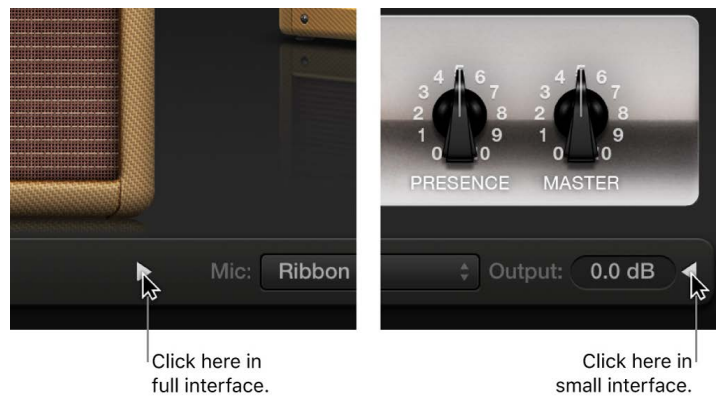 4 5 6
3 7
2 8
1 9
0 10
PRESENCE
4 5 6
3 7
2 8
1 9
0 10
MASTER
Mic: Ribbon
Output: 0.0 dB
Click here in
full interface.
Click here in
small interface.